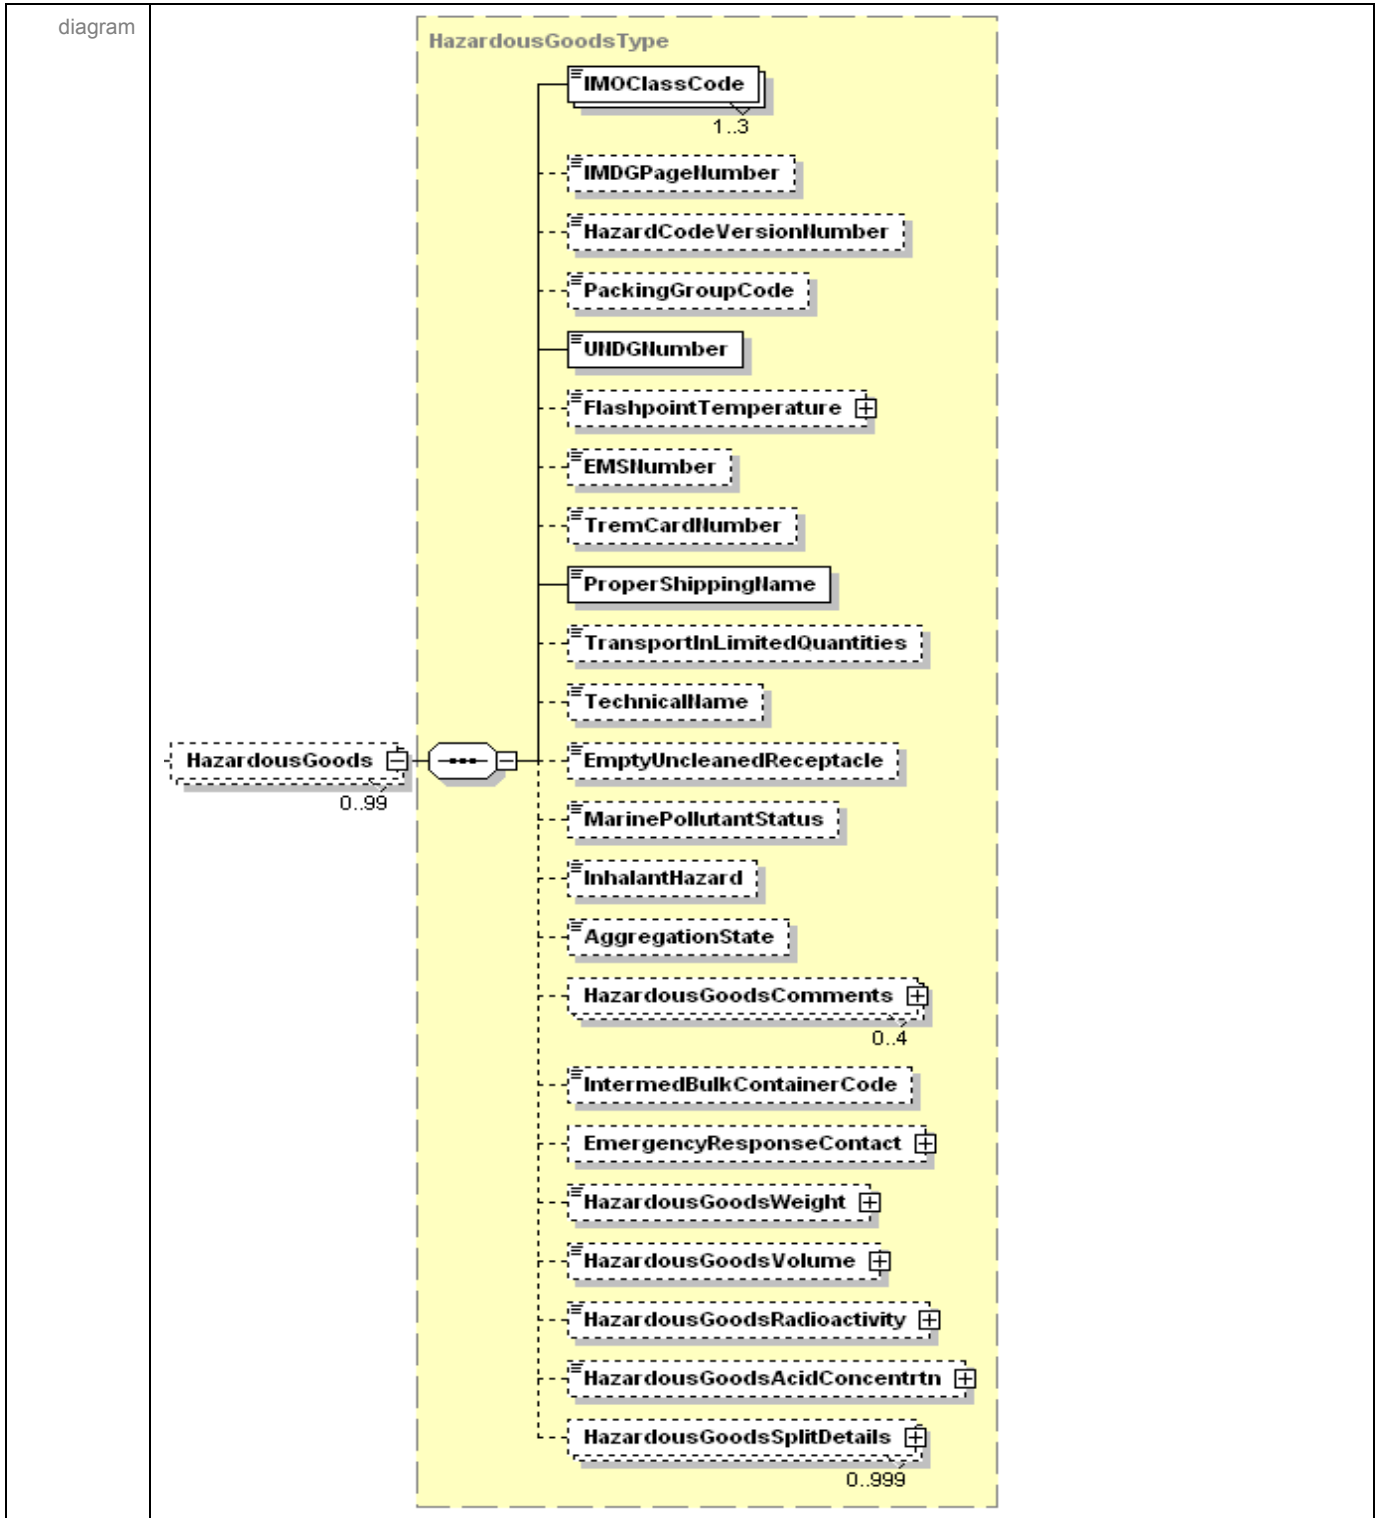 diagram
HazardousGoodsType
IMOClassCode
1..3
IMDGPageNumber
HazardCodeVersionNumber
PackingGroupCode
UNDGNumber
FlashpointTemperature
EMSNumber
TremCardNumber
ProperShippingName
TransportInLimitedQuantities
TechnicalName
HazardousGoods
0..99
EmptyUncleanedReceptacle
MarinePollutantStatus
InhalantHazard
AggregationState
HazardousGoodsComments
0..4
IntermedBulkContainerCode
EmergencyResponseContact
HazardousGoodsWeight
HazardousGoodsVolume
HazardousGoodsRadioactivity
HazardousGoodsAcidConcentrtn
HazardousGoodsSplitDetails
0..999